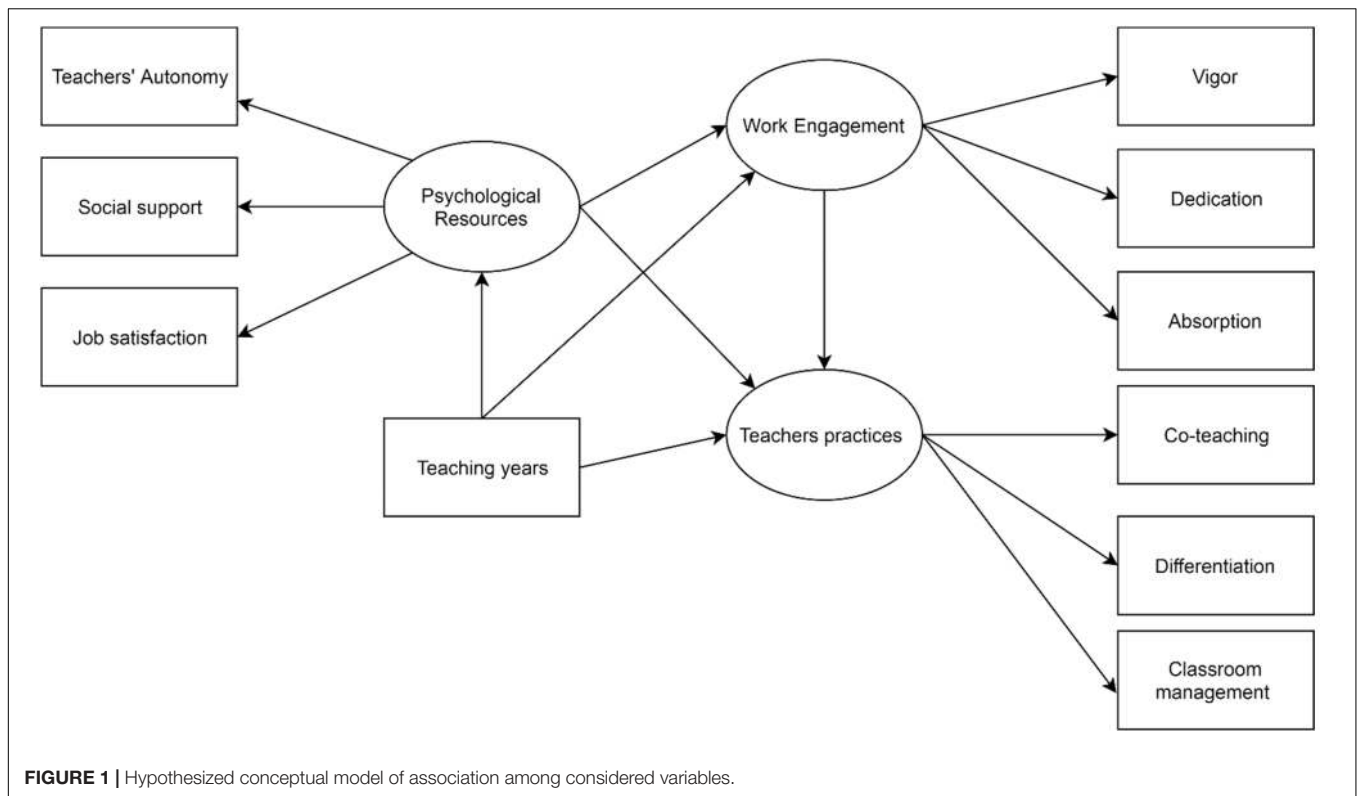 Teachers' Autonomy
Social support
Job satisfaction
Psychological
Resources
Teaching years
Work Engagement
Teachers practices
Vigor
Dedication
Absorption
Co-teaching
Differentiation
Classroom
management
FIGURE 1 | Hypothesized conceptual model of association among considered variables.